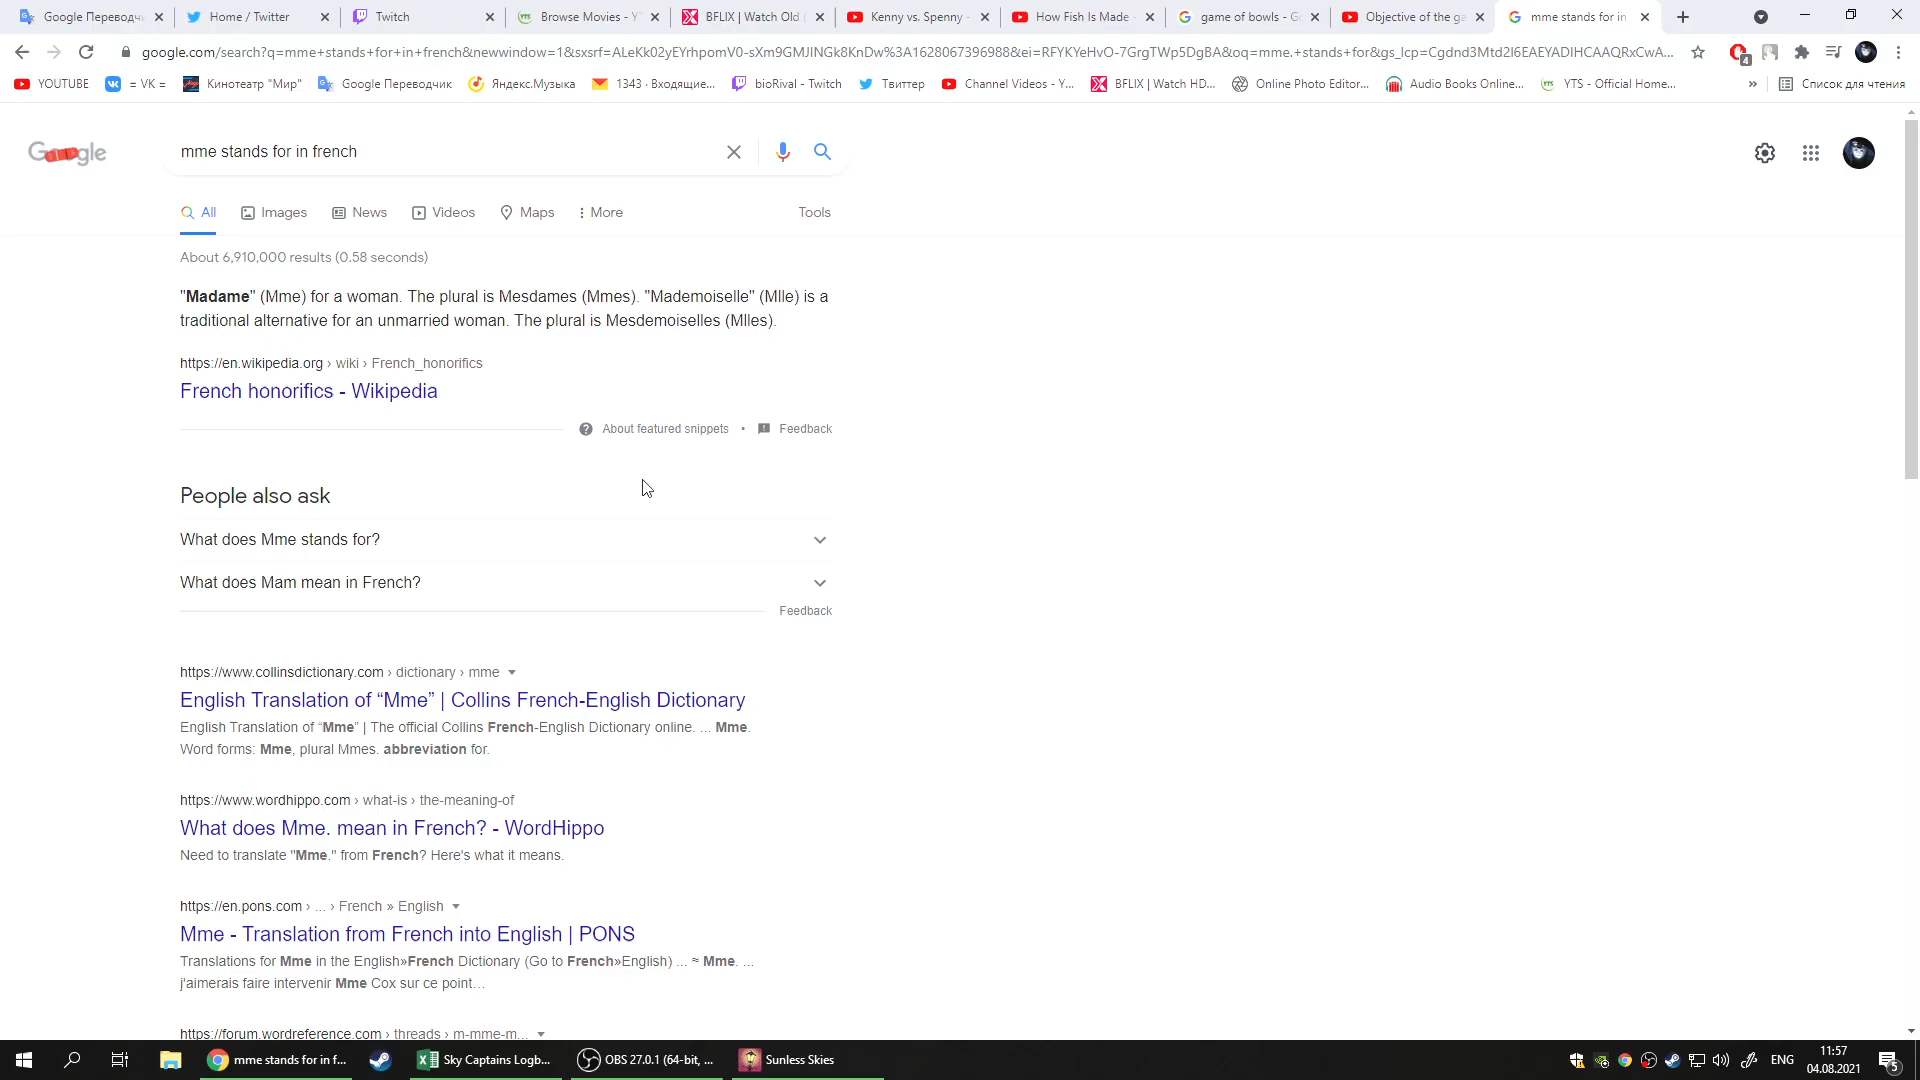 Google Переводч
Home / Twitter
Twitch
Browse Movies - Y
BFLIX | Watch Old
Kenny vs. Spenny -
How Fish Is Made -
game of bowls - G
Objective of the ga
mme stands for in
google.com/search?q=mme+stands+for+in+french&newwindow=1&sxsrf=ALeKk02yEYrhpomV0-sXm9GMJINGk8KnDw%3A1628067396988&ei=RFYKYeHvO-7GrgTWp5DgBA&oq=mme.+stands+for&gs_lcp=Cgdnd3Mtd2l6EAEYADIHCAAQRxCwA...
4
YOUTUBE
= VK =
Кинотеатр "Мир"
Google Переводчик
Яндекс.Музыка
1343 · Входящие...
bioRival - Twitch
Твиттер
Channel Videos - Y...
BFLIX | Watch HD...
Online Photo Editor...
Audio Books Online...
YTS - Official Home...
»
Список для чтения
Google
mme stands for in french
All
Images
News
Videos
Maps
More
Tools
About 6,910,000 results (0.58 seconds)
"Madame" (Mme) for a woman. The plural is Mesdames (Mmes). "Mademoiselle" (Mlle) is a
traditional alternative for an unmarried woman. The plural is Mesdemoiselles (Mlles).
https://en.wikipedia.org › wiki › French_honorifics
French honorifics - Wikipedia
About featured snippets • Feedback
People also ask
What does Mme stands for?
What does Mam mean in French?
Feedback
https://www.collinsdictionary.com › dictionary › mme
English Translation of “Mme” | Collins French-English Dictionary
English Translation of “Mme” | The official Collins French-English Dictionary online. ... Mme.
Word forms: Mme, plural Mmes. abbreviation for.
https://www.wordhippo.com › what-is › the-meaning-of
What does Mme. mean in French? - WordHippo
Need to translate "Mme." from French? Here's what it means.
https://en.pons.com › ... › French » English
Mme - Translation from French into English | PONS
Translations for Mme in the English»French Dictionary (Go to French»English) ... ≈ Mme. ...
j'aimerais faire intervenir Mme Cox sur ce point…
https://forum.wordreference.com › threads › m-mme-m...
mme stands for in f...
Sky Captains Logb...
OBS 27.0.1 (64-bit, ...
Sunless Skies
ENG
11:57
04.08.2021
5